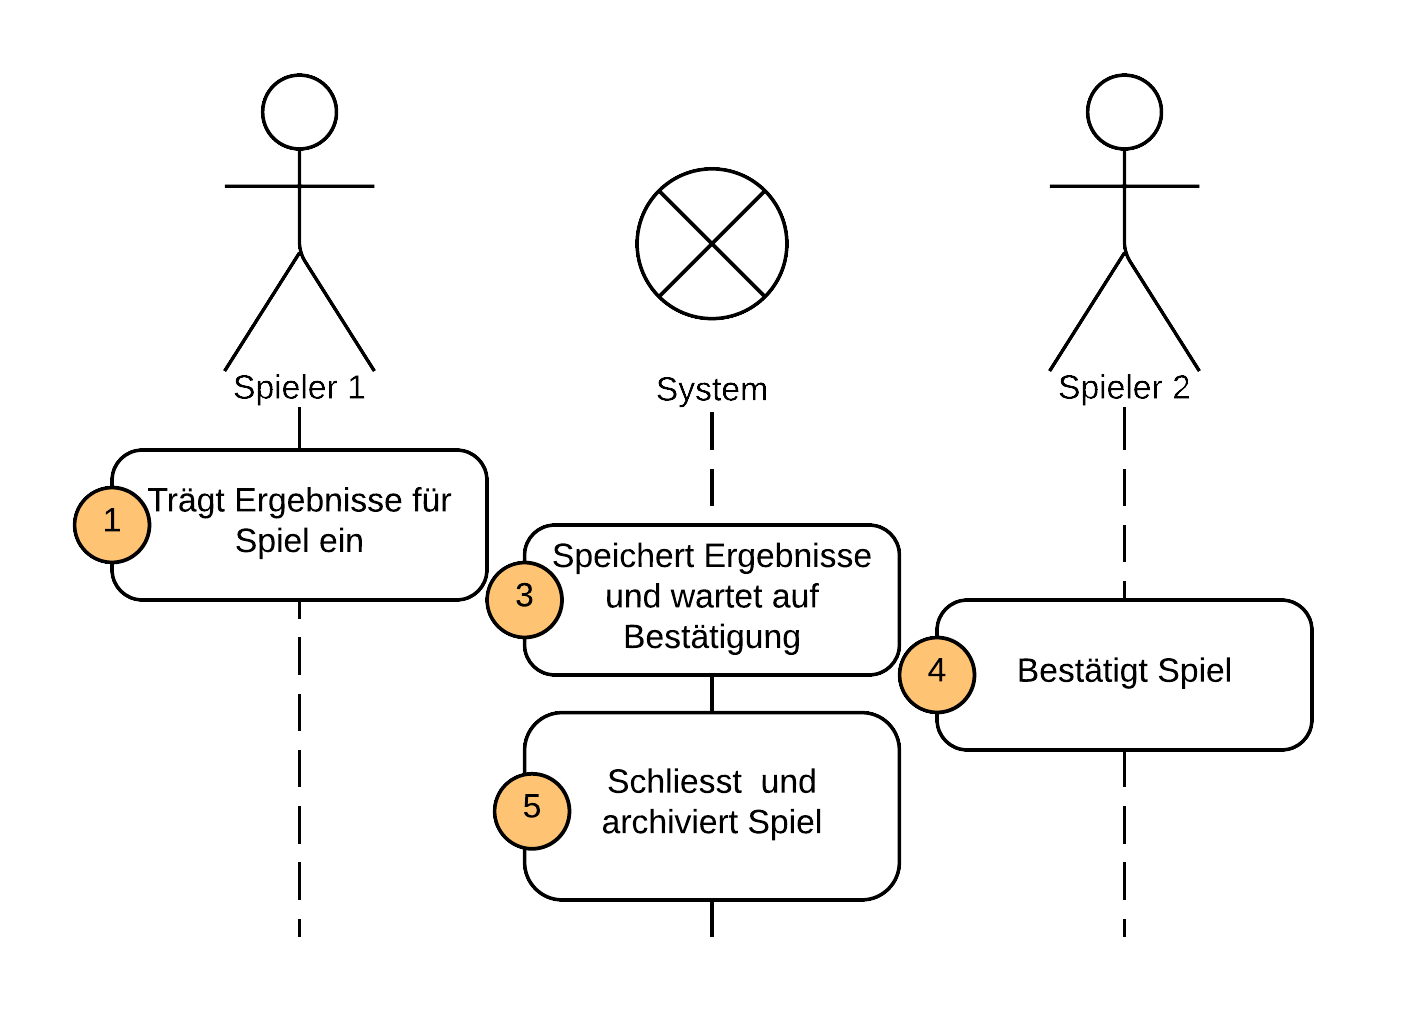 Spieler 1
System
Spieler 2
1
Trägt Ergebnisse für
Spiel ein
3
Speichert Ergebnisse
und wartet auf
Bestätigung
4
Bestätigt Spiel
5
Schliesst  und
archiviert Spiel